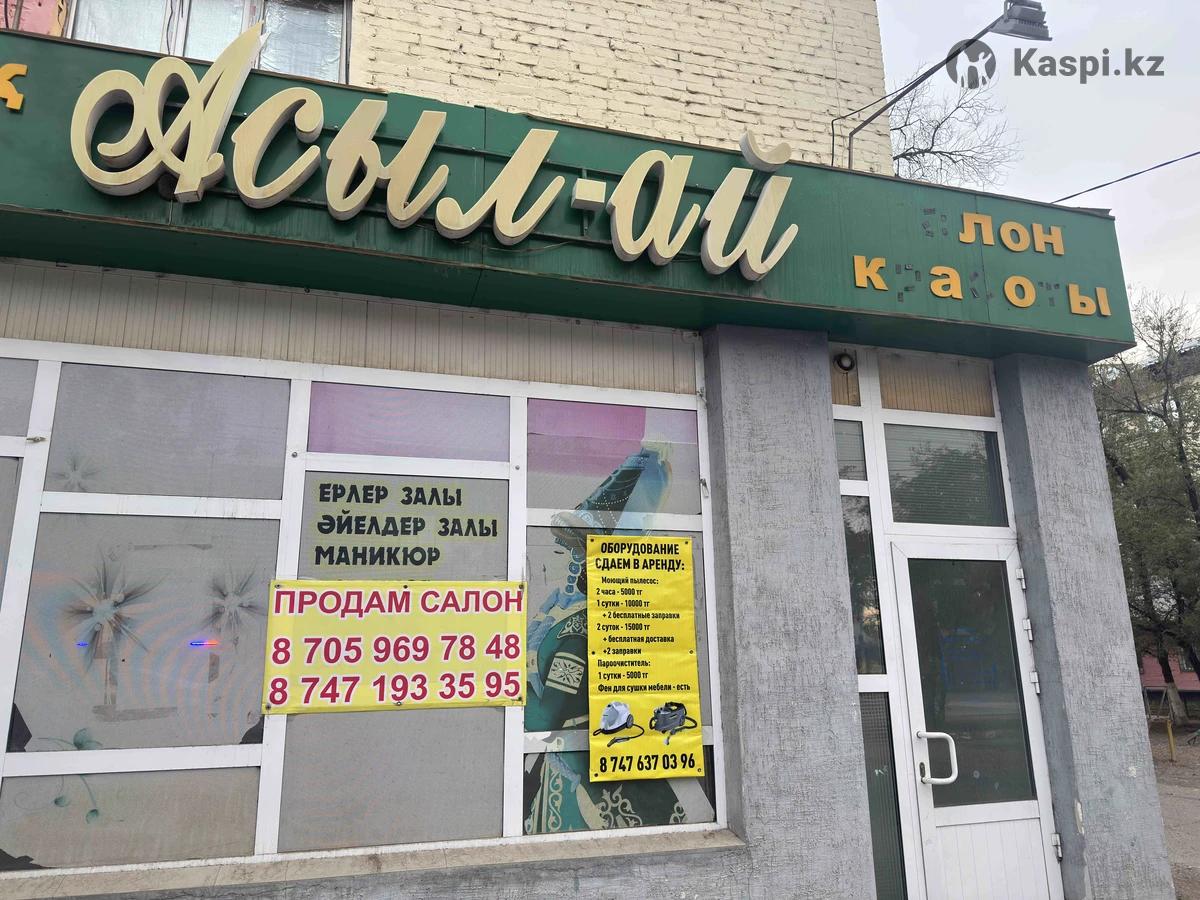 Kaspi.kz
Асыл-ай
лон
к а о ы
ЕРЛЕР ЗАЛЫ
ӘЙЕЛДЕР ЗАЛЫ
МАНИКЮР
ПРОДАМ САЛОН
8 705 969 78 48
8 747 193 35 95
ОБОРУДОВАНИЕ
СДАЕМ В АРЕНДУ:
Моющий пылесос:
2 часа - 5000 тг
1 сутки - 10000 тг
+ 2 бесплатные заправки
2 суток - 15000 тг
+ бесплатная доставка
+2 заправки
Пароочиститель:
1 сутки - 5000 тг
Фен для сушки мебели - есть
8 747 637 03 96